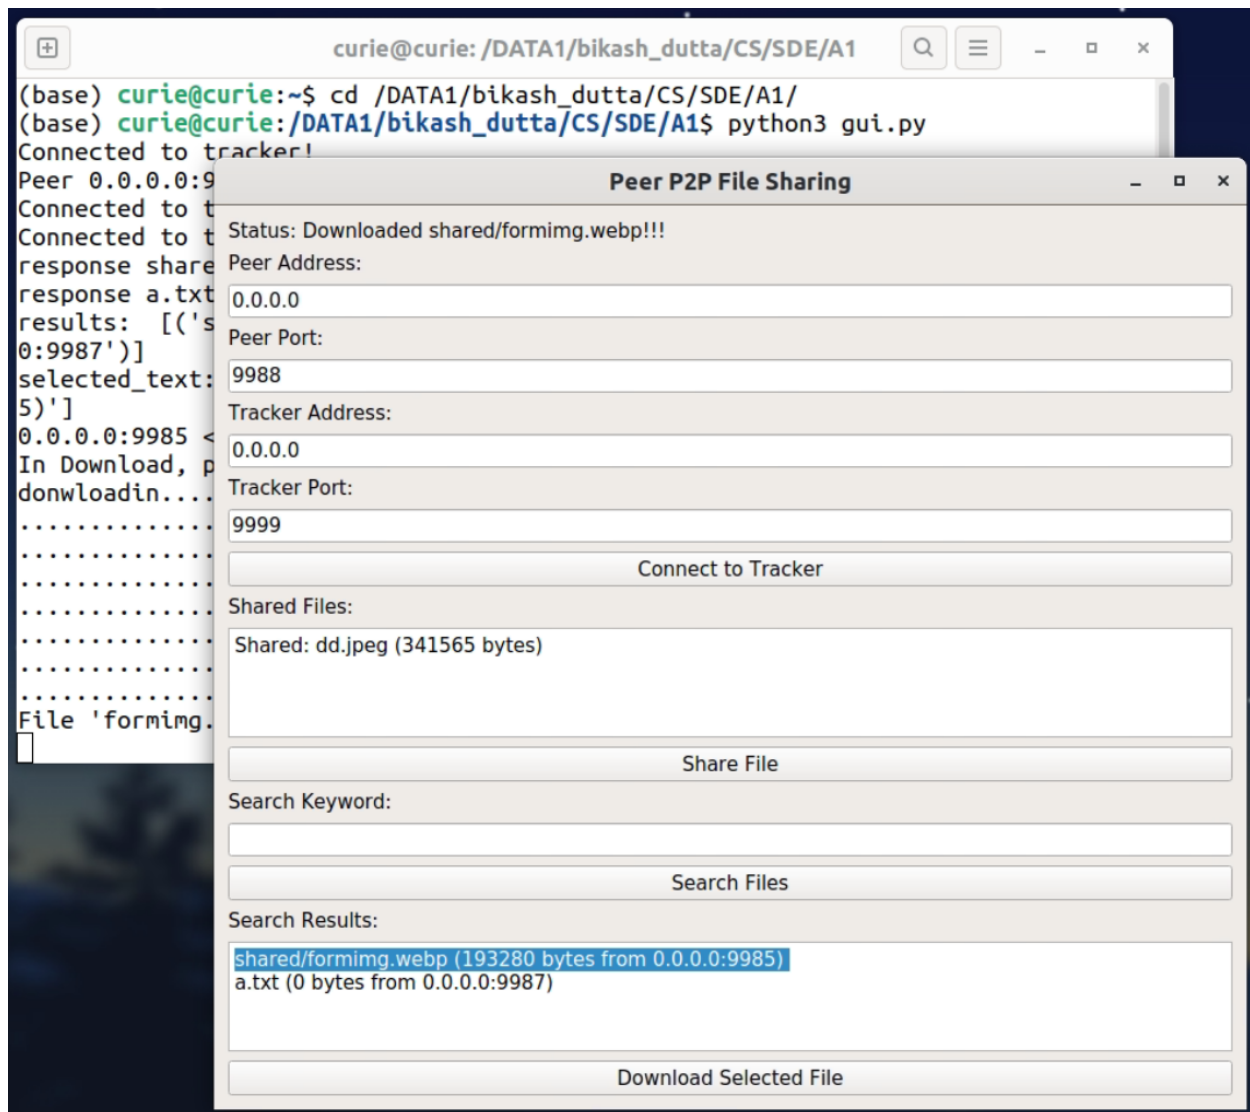 curie@curie: /DATA1/bikash_dutta/CS/SDE/A1
(base) curie@curie:~$ cd /DATA1/bikash_dutta/CS/SDE/A1/
(base) curie@curie:/DATA1/bikash_dutta/CS/SDE/A1$ python3 gui.py
Connected to tracker!
Peer 0.0.0.0:9
Connected to t
Connected to t
response share
response a.txt
results:  [('s
0:9987')]
selected_text:
5)']
0.0.0.0:9985 <
In Download, p
donwloadin....
..............
..............
..............
..............
..............
..............
..............
File 'formimg.
Peer P2P File Sharing
Status: Downloaded shared/formimg.webp!!!
Peer Address:
0.0.0.0
Peer Port:
9988
Tracker Address:
0.0.0.0
Tracker Port:
9999
Connect to Tracker
Shared Files:
Shared: dd.jpeg (341565 bytes)
Share File
Search Keyword:
Search Files
Search Results:
shared/formimg.webp (193280 bytes from 0.0.0.0:9985)
a.txt (0 bytes from 0.0.0.0:9987)
Download Selected File